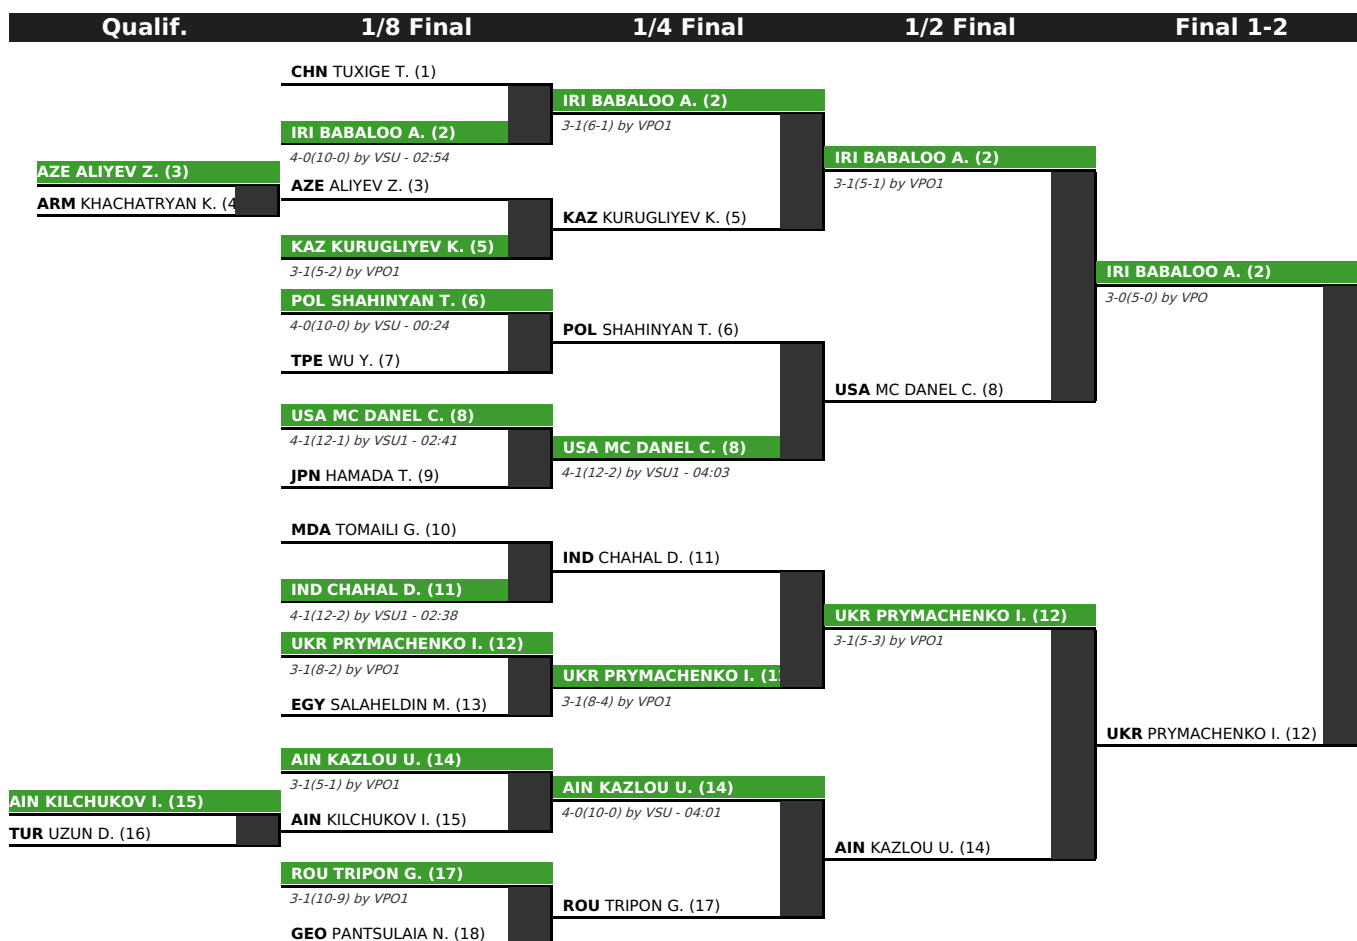 Qualif.
1/8 Final
1/4 Final
1/2 Final
Final 1-2
AZE ALIYEV Z. (3)
ARM KHACHATRYAN K. (4
AIN KILCHUKOV I. (15)
TUR UZUN D. (16)
CHN TUXIGE T. (1)
IRI BABALOO A. (2)
4-0(10-0) by VSU - 02:54
AZE ALIYEV Z. (3)
KAZ KURUGLIYEV K. (5)
3-1(5-2) by VPO1
POL SHAHINYAN T. (6)
4-0(10-0) by VSU - 00:24
TPE WU Y. (7)
USA MC DANEL C. (8)
4-1(12-1) by VSU1 - 02:41
JPN HAMADA T. (9)
MDA TOMAILI G. (10)
IND CHAHAL D. (11)
4-1(12-2) by VSU1 - 02:38
UKR PRYMACHENKO I. (12)
3-1(8-2) by VPO1
EGY SALAHELDIN M. (13)
AIN KAZLOU U. (14)
3-1(5-1) by VPO1
AIN KILCHUKOV I. (15)
ROU TRIPON G. (17)
3-1(10-9) by VPO1
GEO PANTSULAIA N. (18)
IRI BABALOO A. (2)
3-1(6-1) by VPO1
KAZ KURUGLIYEV K. (5)
POL SHAHINYAN T. (6)
USA MC DANEL C. (8)
4-1(12-2) by VSU1 - 04:03
IND CHAHAL D. (11)
UKR PRYMACHENKO I. (1
3-1(8-4) by VPO1
AIN KAZLOU U. (14)
4-0(10-0) by VSU - 04:01
ROU TRIPON G. (17)
IRI BABALOO A. (2)
3-1(5-1) by VPO1
USA MC DANEL C. (8)
UKR PRYMACHENKO I. (12)
3-1(5-3) by VPO1
AIN KAZLOU U. (14)
IRI BABALOO A. (2)
3-0(5-0) by VPO
UKR PRYMACHENKO I. (12)